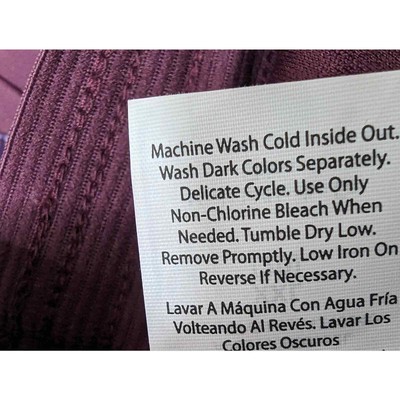 Machine Wash Cold Inside Out.
Wash Dark Colors Separately.
Delicate Cycle. Use Only
Non-Chlorine Bleach When
Needed. Tumble Dry Low.
Remove Promptly. Low Iron On
Reverse If Necessary.
Lavar A Máquina Con Agua Fría
Volteando Al Revés. Lavar Los
Colores Oscuros